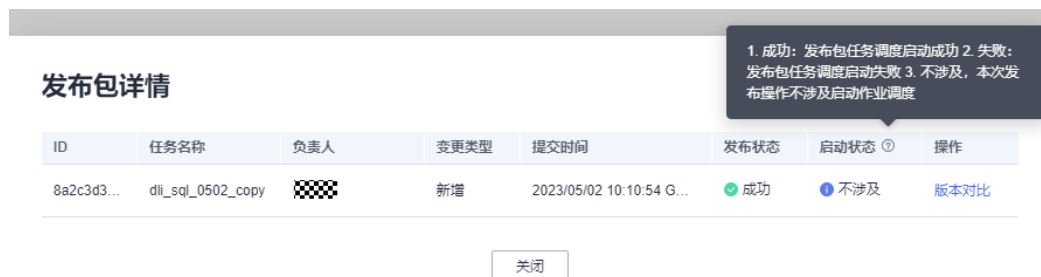 1. 成功：发布包任务调度启动成功 2. 失败：
发布包任务调度启动失败 3. 不涉及，本次发
布操作不涉及启动作业调度
发布包详情
ID 任务名称 负责人 变更类型 提交时间 发布状态 启动状态 操作
8a2c3d3... dli_sql_0502_copy 新增 2023/05/02 10:10:54 G... 成功 不涉及 版本对比
关闭